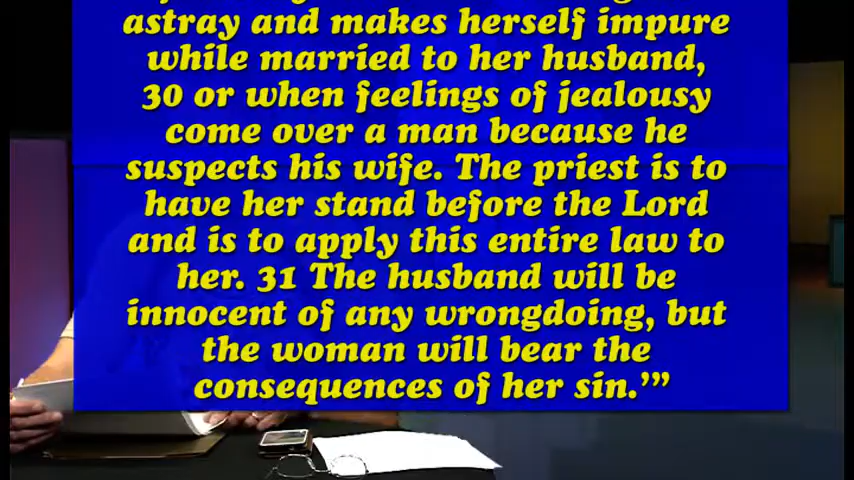 astray and makes herself impure
while married to her husband,
30 or when feelings of jealousy
come over a man because he
suspects his wife. The priest is to
have her stand before the Lord
and is to apply this entire law to
her. 31 The husband will be
innocent of any wrongdoing, but
the woman will bear the
consequences of her sin.’”